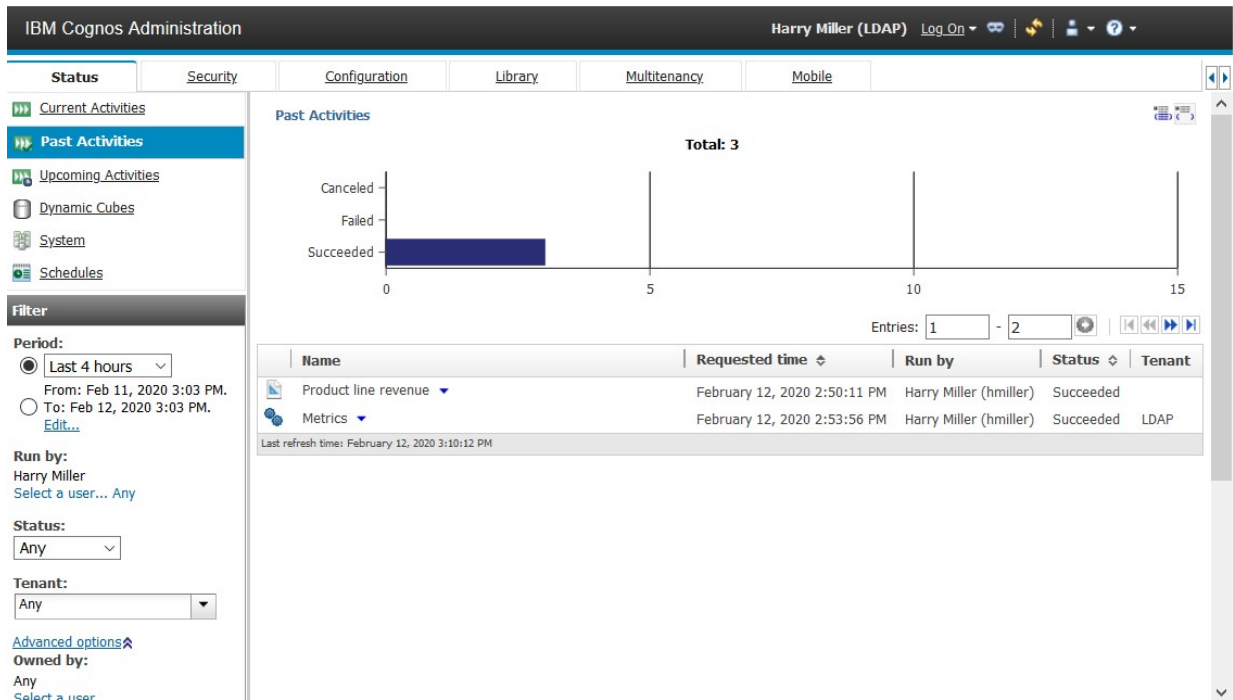 IBM Cognos Administration
Harry Miller (LDAP) Log On
Status Security Configuration Library Multitenancy Mobile
Current Activities
Past Activities
Upcoming Activities
Dynamic Cubes
System
Schedules
Filter
Period:
Last 4 hours
From: Feb 11, 2020 3:03 PM.
To: Feb 12, 2020 3:03 PM.
Edit...
Run by:
Harry Miller
Select a user... Any
Status:
Any
Tenant:
Any
Advanced options
Owned by:
Any
Select a user
Past Activities
Total: 3
Canceled
Failed
Succeeded
0 5 10 15
Entries: 1 - 2
Name Requested time Run by Status Tenant
Product line revenue February 12, 2020 2:50:11 PM Harry Miller (hmiller) Succeeded
Metrics February 12, 2020 2:53:56 PM Harry Miller (hmiller) Succeeded LDAP
Last refresh time: February 12, 2020 3:10:12 PM